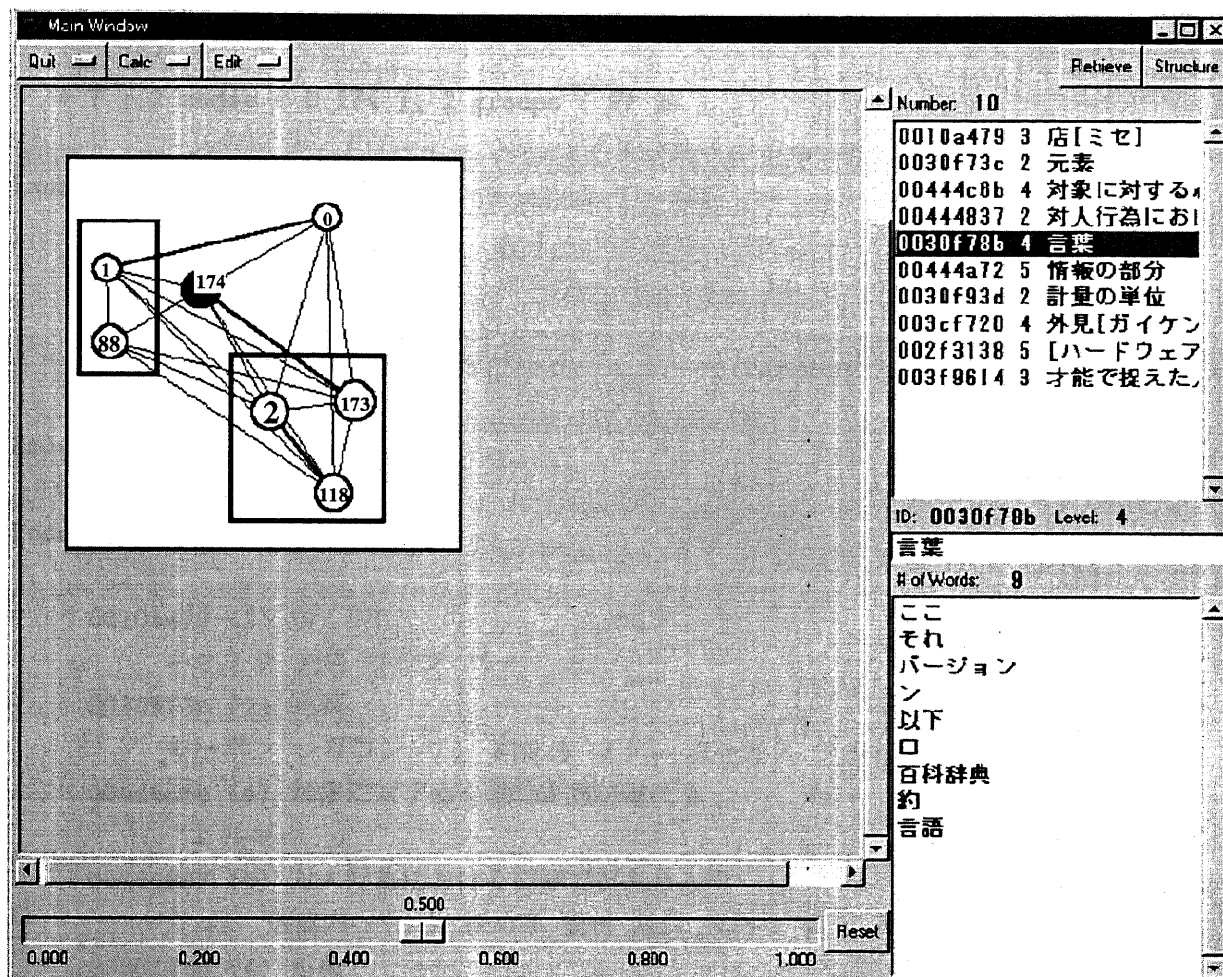 Main Window
Quit Calc Edit
Retrieve Structure
0
1
174
88
2
173
118
Number: 10
0010a479 3 店[ミセ]
0030f73c 2 元素
00444c8b 4 対象に対する
00444837 2 対人行為にお
0030f78b 4 言葉
00444a72 5 情報の部分
0030f93d 2 計量の単位
003cf720 4 外見[ガイケン
002f3138 5 [ハードウェア
003f9614 3 才能で捉えた
ID: 0030f78b Level: 4
言葉
# of Words: 9
ここ
それ
バージョン
ン
以下
口
百科辞典
約
言語
0.500
Reset
0.000 0.200 0.400 0.600 0.800 1.000